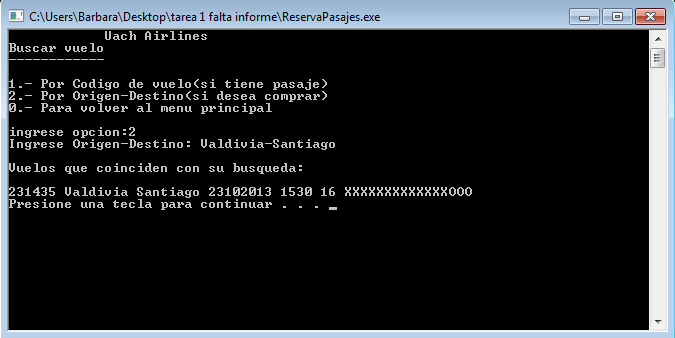 C:\Users\Barbara\Desktop\tarea 1 falta informe\ReservaPasajes.exe
Uach Airlines
Buscar vuelo
------------
1.- Por Codigo de vuelo(si tiene pasaje)
2.- Por Origen-Destino(si desea comprar)
0.- Para volver al menu principal
ingrese opcion:2
Ingrese Origen-Destino: Valdivia-Santiago
Vuelos que coinciden con su busqueda:
231435 Valdivia Santiago 23102013 1530 16 XXXXXXXXXXXXXOOO
Presione una tecla para continuar . . . _